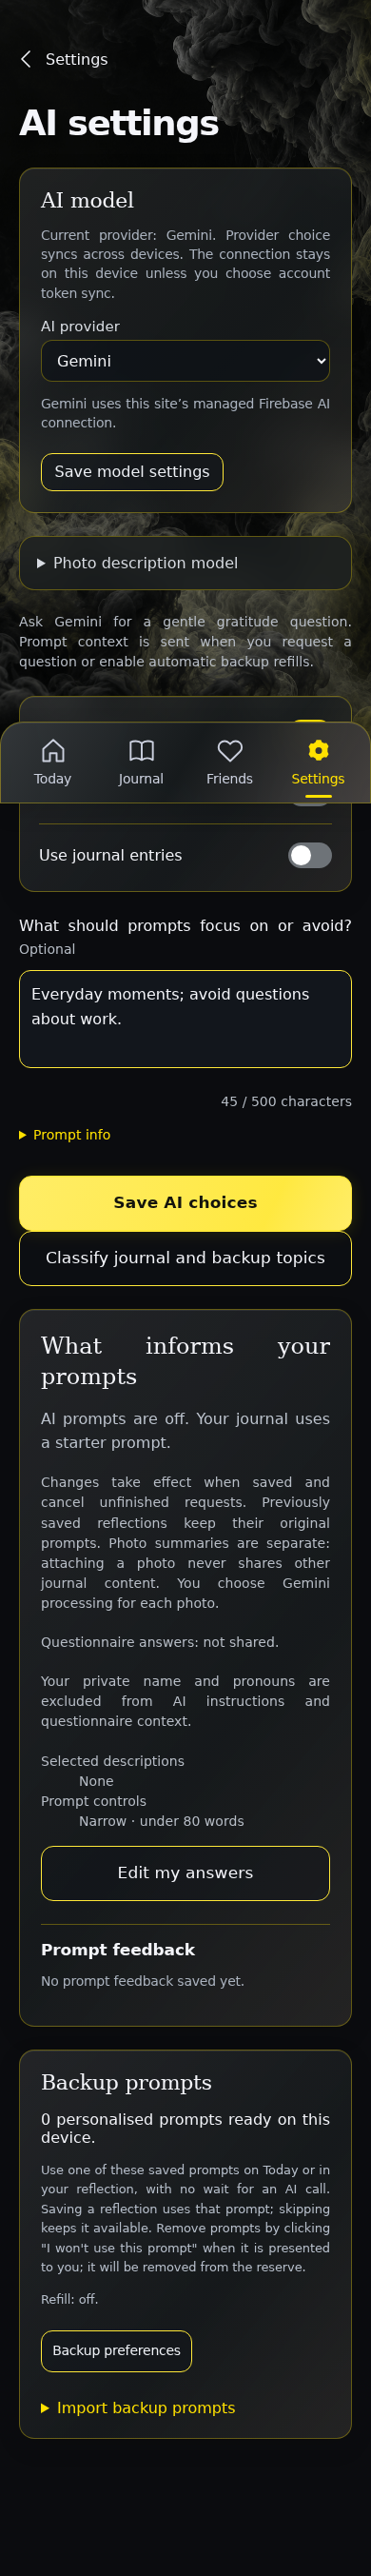 Settings
AI settings
AI model
Current provider: Gemini. Provider choice
syncs across devices. The connection stays
on this device unless you choose account
token sync.
AI provider
Gemini
Gemini uses this site’s managed Firebase AI
connection.
Save model settings
Photo description model
Ask Gemini for a gentle gratitude question.
Prompt context is sent when you request a
question or enable automatic backup refills.
Today Journal Friends Settings
Use journal entries
What should prompts focus on or avoid?
Optional
Everyday moments; avoid questions
about work.
45 / 500 characters
Prompt info
Save AI choices
Classify journal and backup topics
What informs your
prompts
AI prompts are off. Your journal uses
a starter prompt.
Changes take effect when saved and
cancel unfinished requests. Previously
saved reflections keep their original
prompts. Photo summaries are separate:
attaching a photo never shares other
journal content. You choose Gemini
processing for each photo.
Questionnaire answers: not shared.
Your private name and pronouns are
excluded from AI instructions and
questionnaire context.
Selected descriptions
None
Prompt controls
Narrow · under 80 words
Edit my answers
Prompt feedback
No prompt feedback saved yet.
Backup prompts
0 personalised prompts ready on this
device.
Use one of these saved prompts on Today or in
your reflection, with no wait for an AI call.
Saving a reflection uses that prompt; skipping
keeps it available. Remove prompts by clicking
"I won't use this prompt" when it is presented
to you; it will be removed from the reserve.
Refill: off.
Backup preferences
Import backup prompts